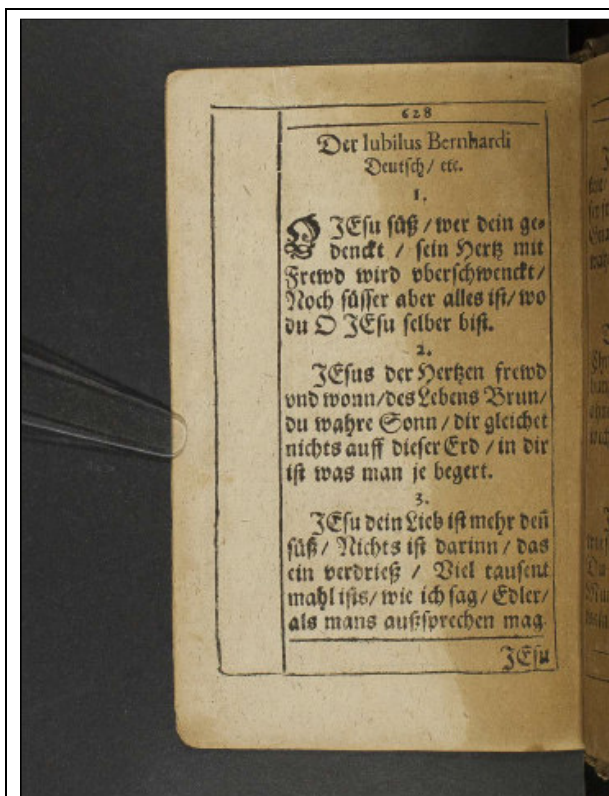 628
Der Iubilus Bernhardi
Deutsch/ etc.
1.
O JEsu süß / wer dein ge-
denckt / sein Hertz mit
Frewd wird vberschwenckt/
Noch süsser aber alles ist/ wo
du O JEsu selber bist.
2.
JEsus der Hertzen frewd
vnd wonn/des Lebens Brun/
du wahre Sonn / dir gleichet
nichts auff dieser Erd / in dir
ist was man je begert.
3.
JEsu dein Lieb ist mehr den̄
süß/ Nichts ist darinn / das
ein verdrieß / Viel tausent
mahl ists/ wie ich sag/ Edler/
als mans außsprechen mag
JEsu